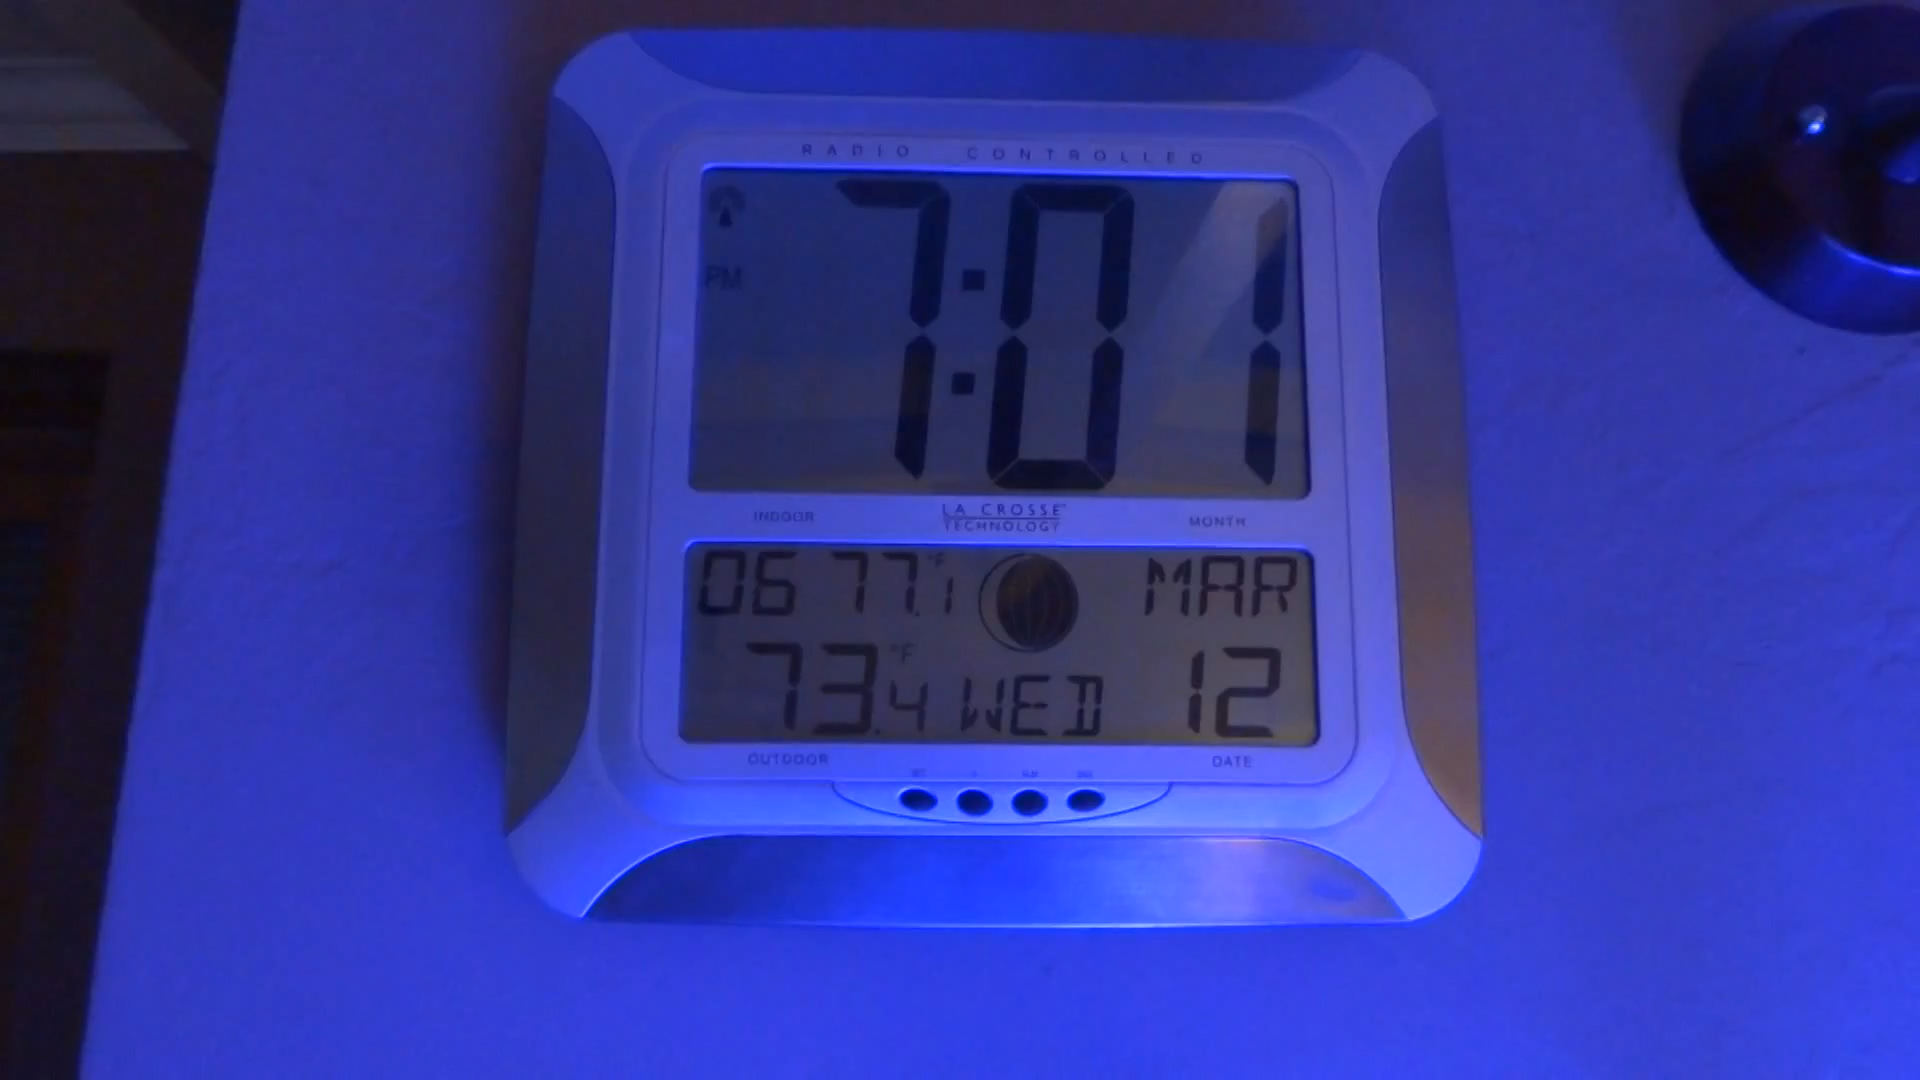 RADIO CONTROLLED
PM
7:01
INDOOR
LA CROSSE
TECHNOLOGY
MONTH
06 77.1 °F
MAR
73.4 °F
WED
12
OUTDOOR
DATE